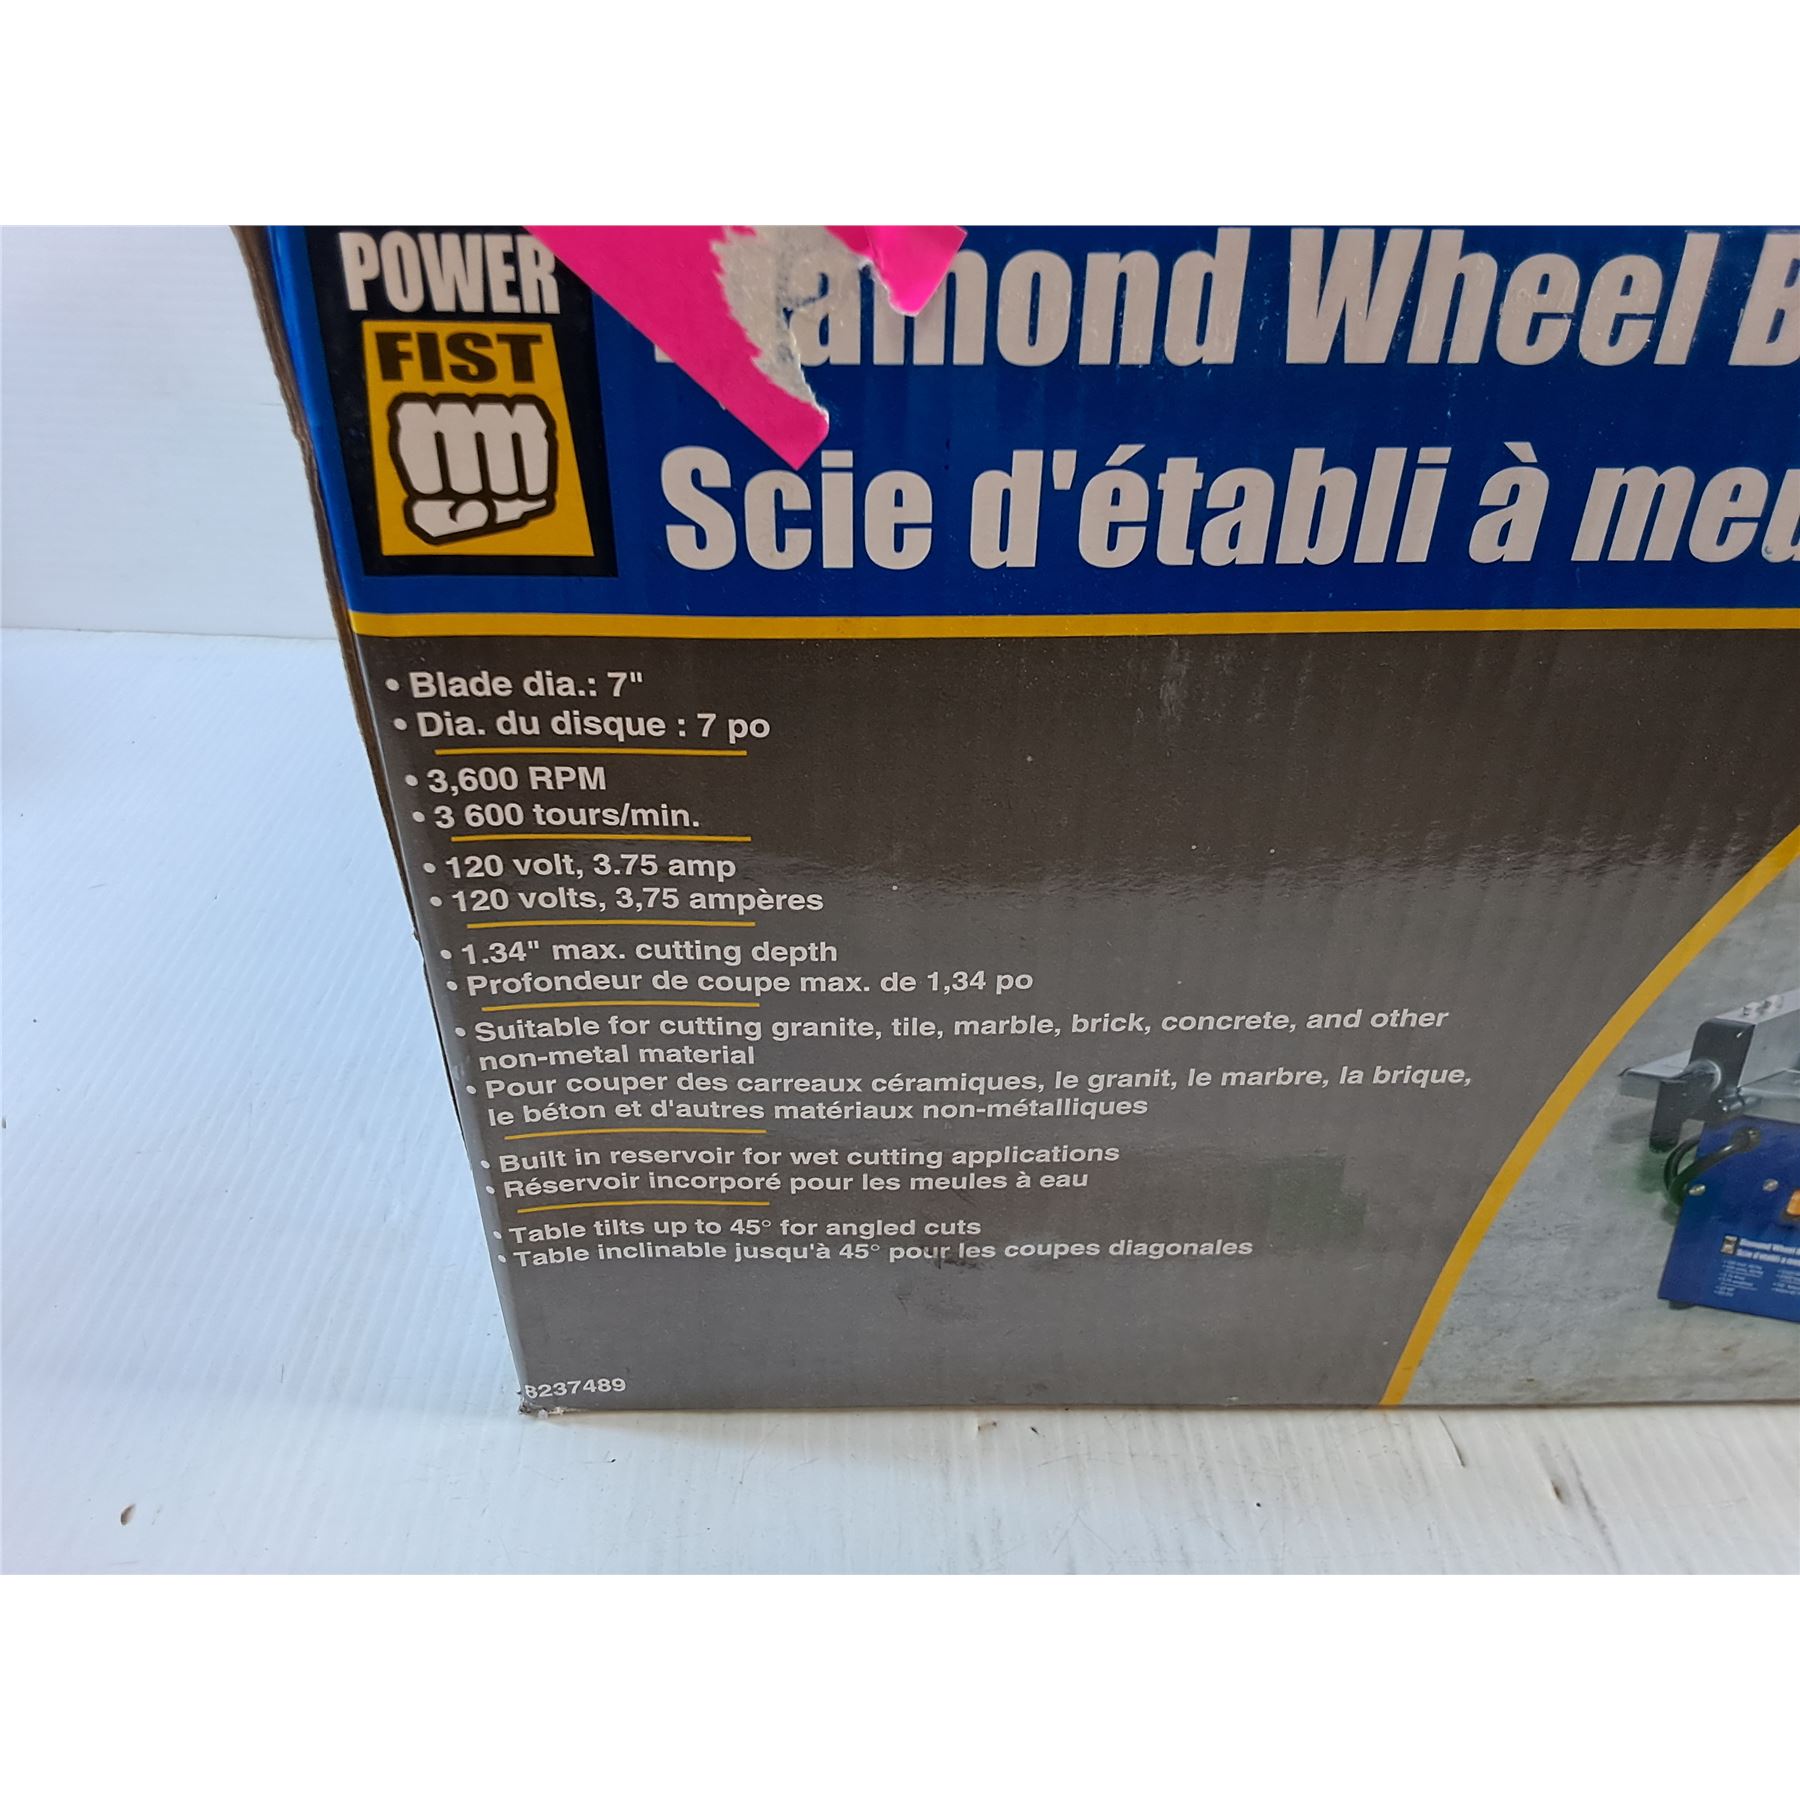 POWER
FIST
Wheel
Scie d'établi à
• Blade dia.: 7"
• Dia. du disque : 7 po
• 3,600 RPM
• 3 600 tours/min.
• 120 volt, 3.75 amp
• 120 volts, 3,75 ampères
• 1.34" max. cutting depth
• Profondeur de coupe max. de 1,34 po
• Suitable for cutting granite, tile, marble, brick, concrete, and other
non-metal material
• Pour couper des carreaux céramiques, le granit, le marbre, la brique,
le béton et d'autres matériaux non-métalliques
• Built in reservoir for wet cutting applications
• Réservoir incorporé pour les meules à eau
• Table tilts up to 45° for angled cuts
• Table inclinable jusqu'à 45° pour les coupes diagonales
8237489